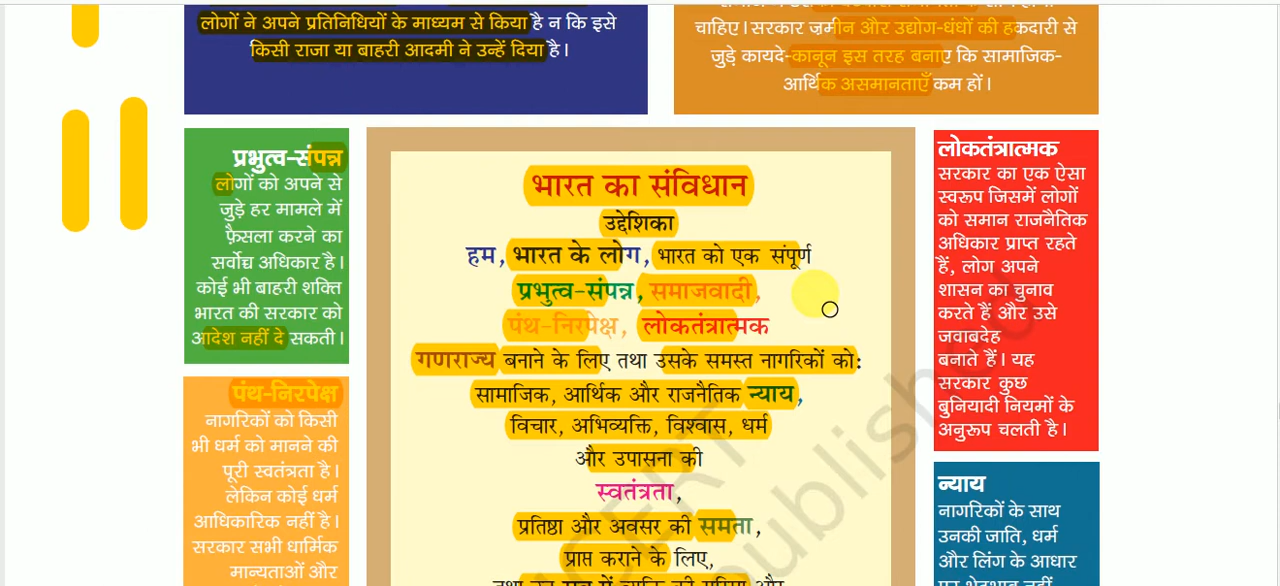 लोगों ने अपने प्रतिनिधियों के माध्यम से किया है न कि इसे
किसी राजा या बाहरी आदमी ने उन्हें दिया है।
चाहिए। सरकार ज़मीन और उद्योग-धंधों की हकदारी से
जुड़े कायदे-कानून इस तरह बनाए कि सामाजिक-
आर्थिक असमानताएँ कम हों।
प्रभुत्व-संपन्न
लोगों को अपने से
जुड़े हर मामले में
फ़ैसला करने का
सर्वोच्च अधिकार है।
कोई भी बाहरी शक्ति
भारत की सरकार को
आदेश नहीं दे सकती।
पंथ-निरपेक्ष
नागरिकों को किसी
भी धर्म को मानने की
पूरी स्वतंत्रता है।
लेकिन कोई धर्म
आधिकारिक नहीं है।
सरकार सभी धार्मिक
मान्यताओं और
भारत का संविधान
उद्देशिका
हम, भारत के लोग, भारत को एक संपूर्ण
प्रभुत्व-संपन्न, समाजवादी,
पंथ-निरपेक्ष, लोकतंत्रात्मक
गणराज्य बनाने के लिए तथा उसके समस्त नागरिकों को:
सामाजिक, आर्थिक और राजनैतिक न्याय,
विचार, अभिव्यक्ति, विश्वास, धर्म
और उपासना की
स्वतंत्रता,
प्रतिष्ठा और अवसर की समता,
प्राप्त कराने के लिए,
लोकतंत्रात्मक
सरकार का एक ऐसा
स्वरूप जिसमें लोगों
को समान राजनैतिक
अधिकार प्राप्त रहते
हैं, लोग अपने
शासन का चुनाव
करते हैं और उसे
जवाबदेह
बनाते हैं। यह
सरकार कुछ
बुनियादी नियमों के
अनुरूप चलती है।
न्याय
नागरिकों के साथ
उनकी जाति, धर्म
और लिंग के आधार